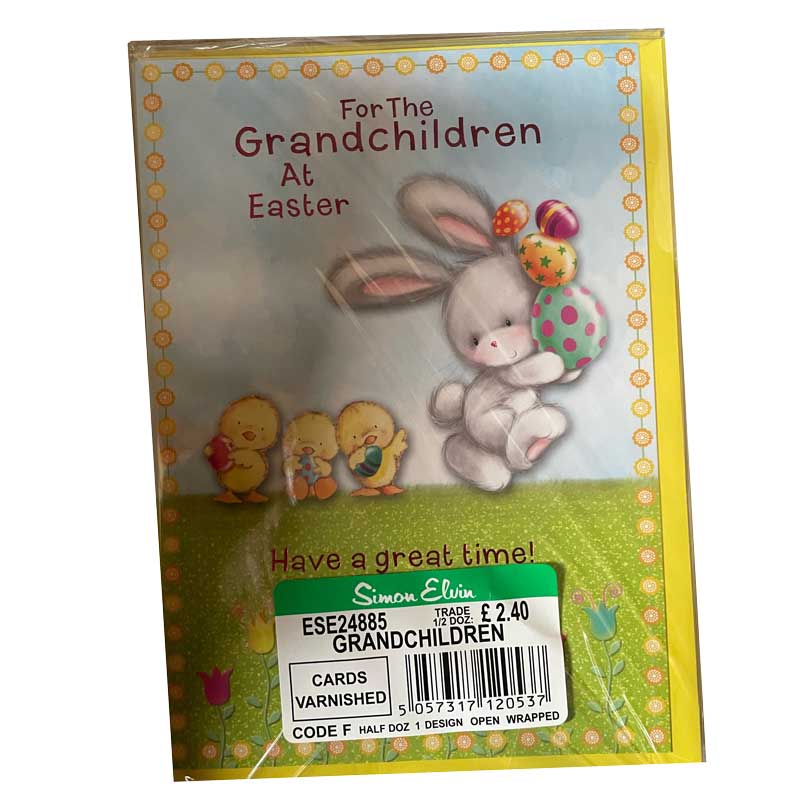 For The
Grandchildren
At
Easter
Have a great time!
Simon Elvin
ESE24885 TRADE 1/2 DOZ: £ 2.40
GRANDCHILDREN
CARDS
VARNISHED
5 057317 120537
CODE F HALF DOZ 1 DESIGN OPEN WRAPPED